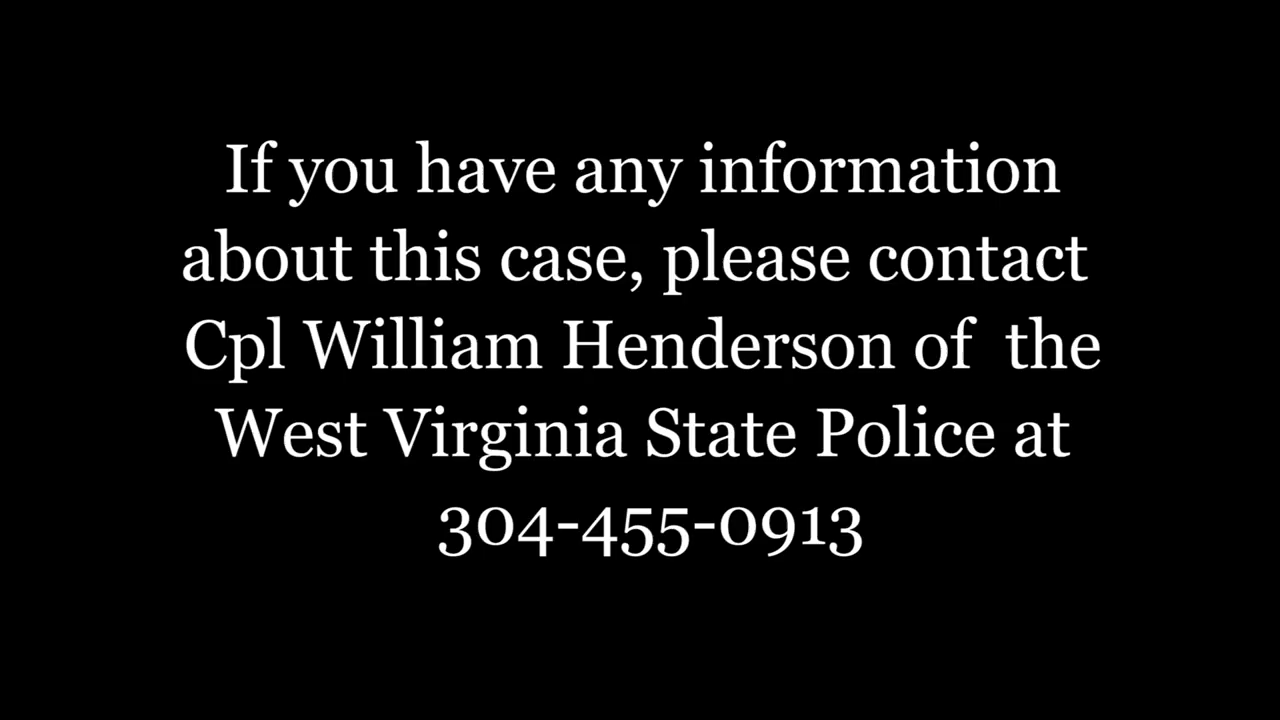 If you have any information
about this case, please contact
Cpl William Henderson of  the
West Virginia State Police at
304-455-0913